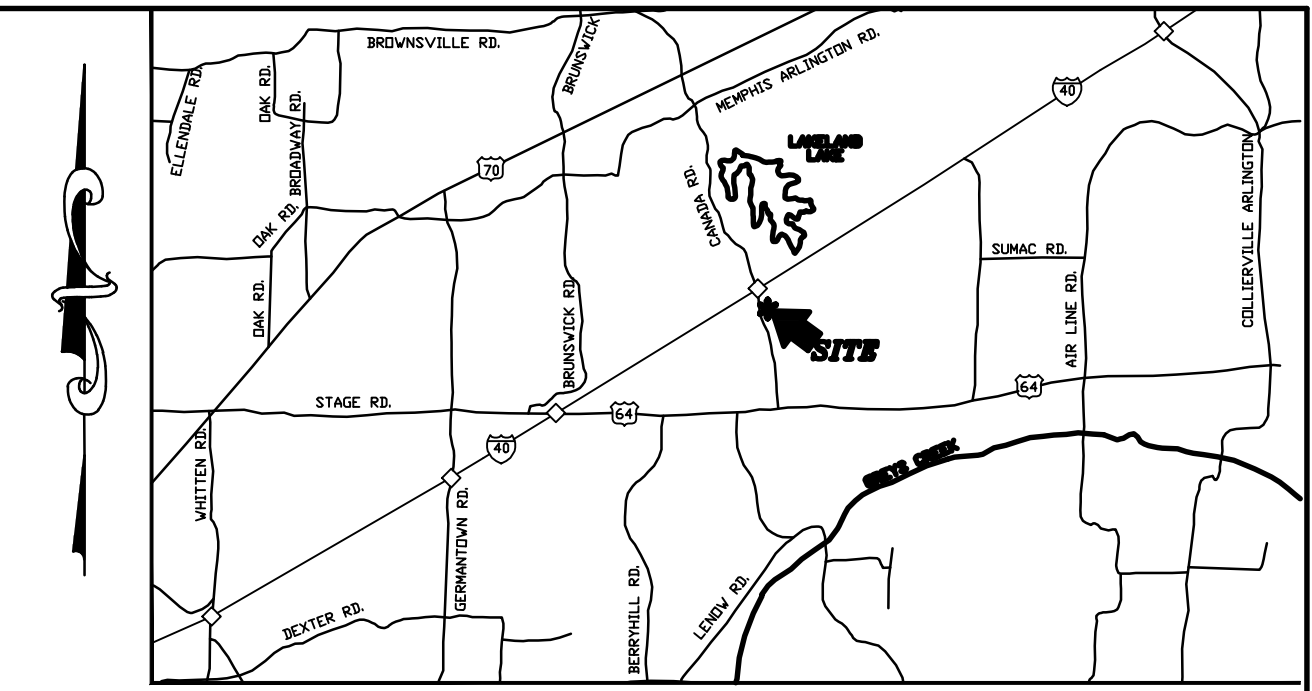 BROWNSVILLE RD.
BRUNSWICK
MEMPHIS ARLINGTON RD.
40
ELLENDALE RD.
OAK RD.
BROADWAY RD.
70
LAKELAND
LAKE
COLLIERVILLE ARLINGTON
CANADA RD.
OAK RD.
SUMAC RD.
OAK RD.
BRUNSWICK RD.
AIR LINE RD.
SITE
STAGE RD.
64
64
40
WHITTEN RD.
GREYS CREEK
GERMANTOWN RD.
BERRYHILL RD.
LENOW RD.
DEXTER RD.